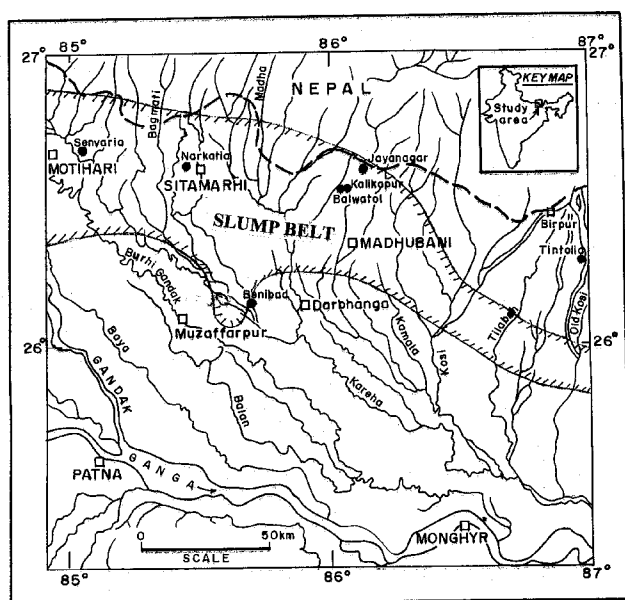 85°
86°
87°
27°
27°
NEPAL
KEY MAP
Study
area
Bagmati
Madha
Senvaria
MOTIHARI
Narkatia
SITAMARHI
Jayanagar
Kalikapur
Balwatol
SLUMP BELT
MADHUBANI
Birpur
Tintolia
Burhi Gandak
Benibad
Darbhanga
Muzaffarpur
Kamala
Kosi
Tilabeh
Old Kosi
26°
26°
Baya
GANDAK
Balan
Kareha
PATNA
GANGA
MONGHYR
0
50km
SCALE
85°
86°
87°